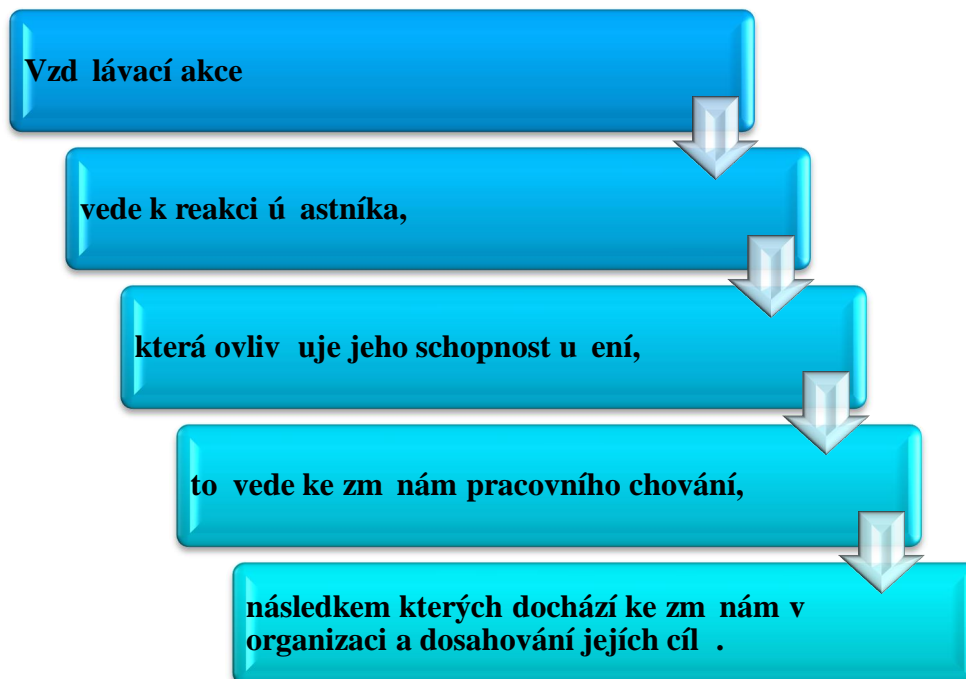 Vzd lávací akce
vede k reakci ú astníka,
která ovliv uje jeho schopnost u ení,
to vede ke zm nám pracovního chování,
následkem kterých dochází ke zm nám v
organizaci a dosahování jejích cíl .